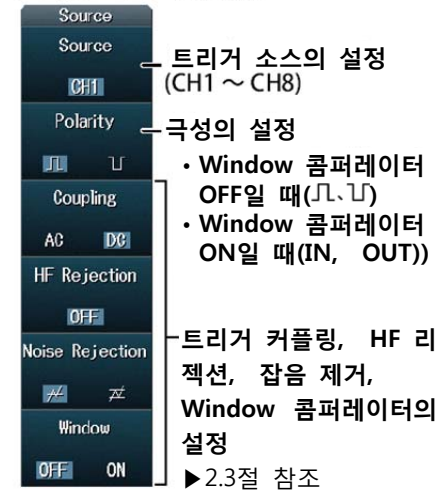 Source
Source
CH1
Polarity
Coupling
AC DC
HF Rejection
OFF
Noise Rejection
Window
OFF ON
트리거 소스의 설정
(CH1 ~ CH8)
극성의 설정
• Window 콤퍼레이터
OFF일 때(⎍、ꓴ)
• Window 콤퍼레이터
ON일 때(IN, OUT))
트리거 커플링, HF 리
젝션, 잡음 제거,
Window 콤퍼레이터의
설정
▶2.3절 참조